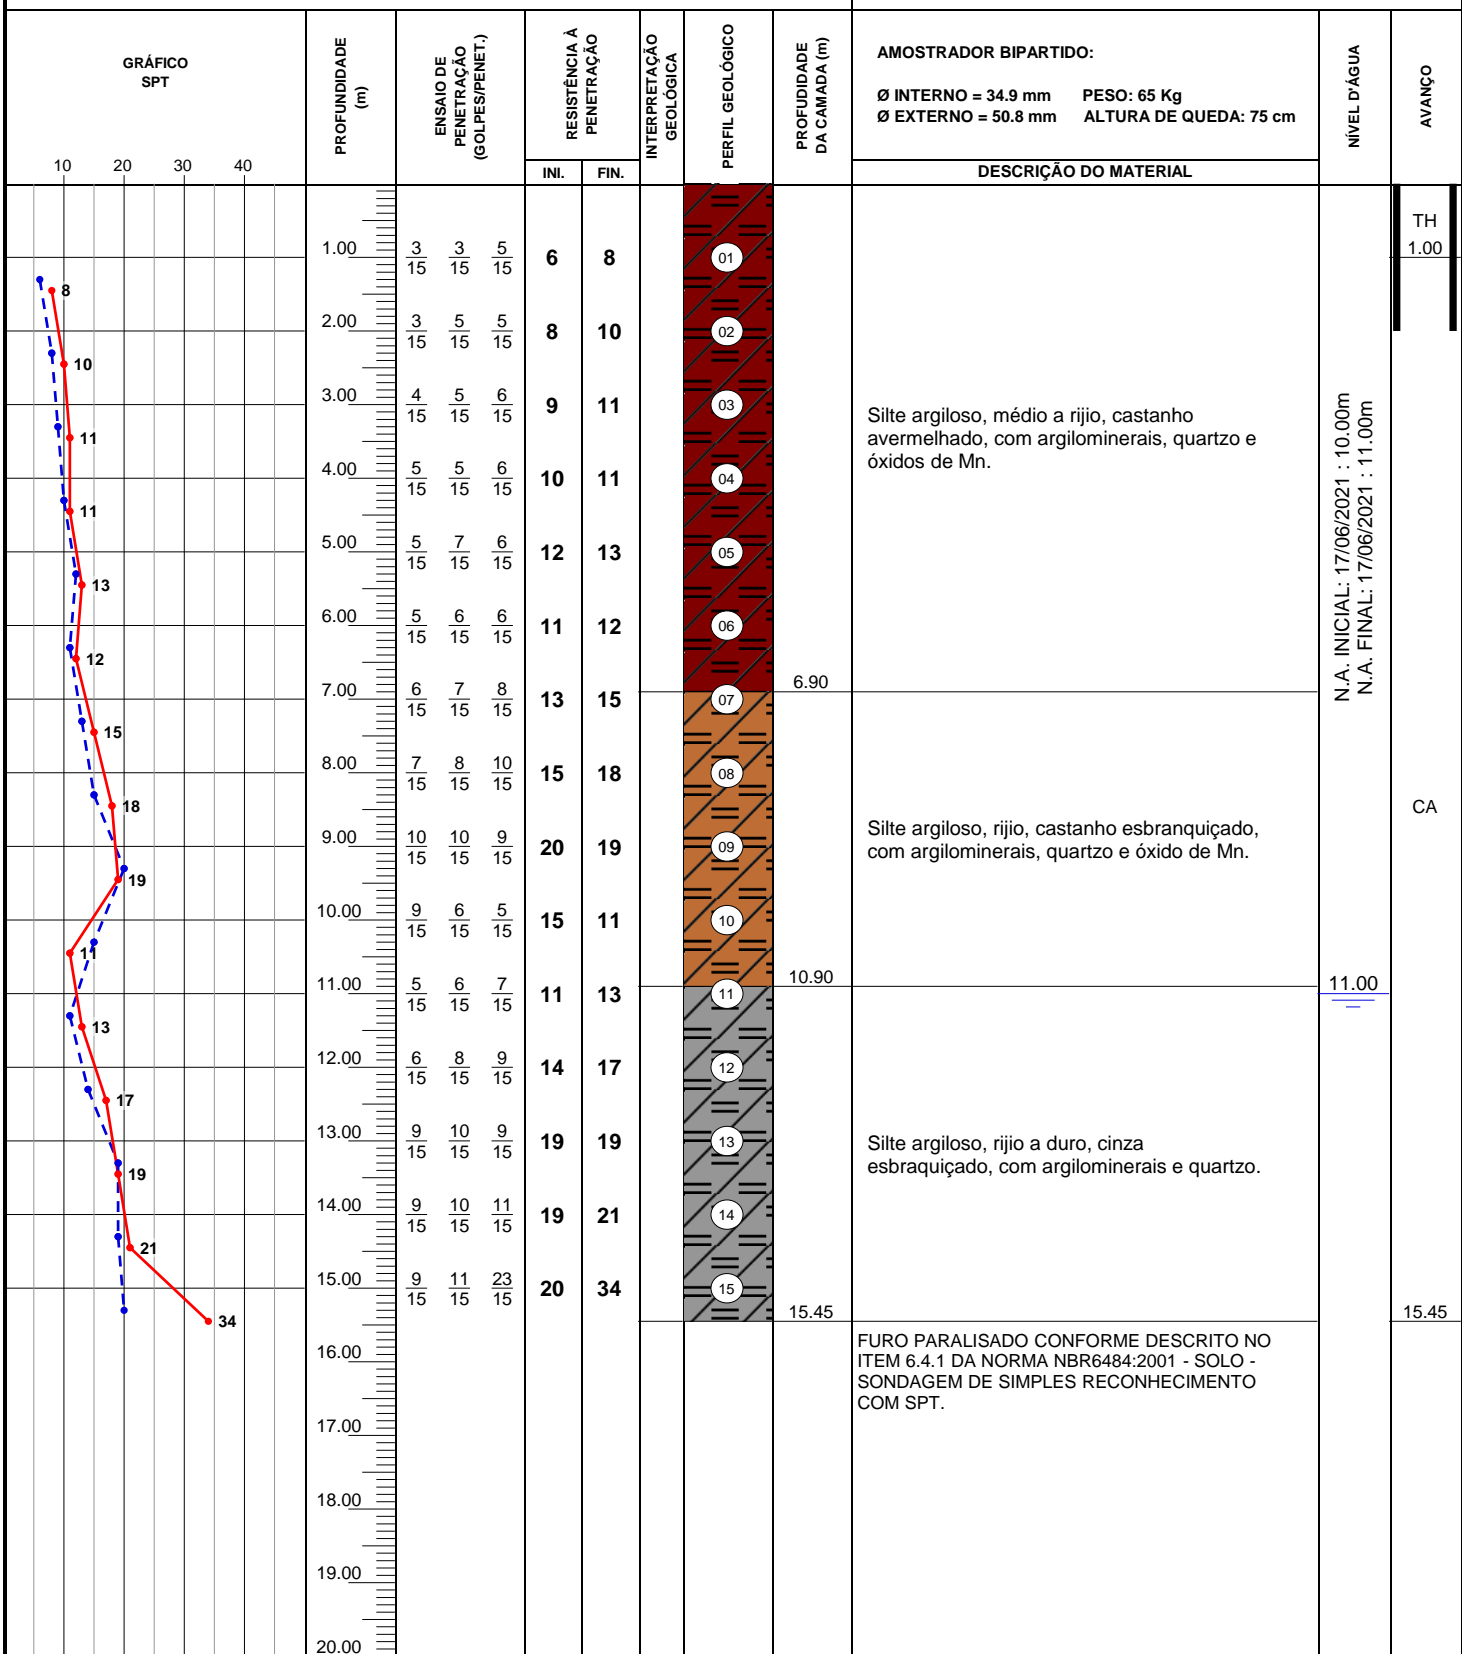 GRÁFICO
SPT
10 20 30 40
PROFUNDIDADE
(m)
ENSAIO DE
PENETRAÇÃO
(GOLPES/PENET.)
RESISTÊNCIA À
PENETRAÇÃO
INI. FIN.
INTERPRETAÇÃO
GEOLÓGICA
PERFIL GEOLÓGICO
PROFUDIDADE
DA CAMADA (m)
AMOSTRADOR BIPARTIDO:
Ø INTERNO = 34.9 mm PESO: 65 Kg
Ø EXTERNO = 50.8 mm ALTURA DE QUEDA: 75 cm
DESCRIÇÃO DO MATERIAL
NÍVEL D'ÁGUA
AVANÇO
TH
1.00
1.00 3/15 3/15 5/15 6 8 01
8
2.00 3/15 5/15 5/15 8 10 02
10
3.00 4/15 5/15 6/15 9 11 03
11
Silte argiloso, médio a rijio, castanho
avermelhado, com argilominerais, quartzo e
óxidos de Mn.
4.00 5/15 5/15 6/15 10 11 04
11
5.00 5/15 7/15 6/15 12 13 05
13
6.00 5/15 6/15 6/15 11 12 06
12
6.90
N.A. INICIAL: 17/06/2021 : 10.00m
N.A. FINAL: 17/06/2021 : 11.00m
7.00 6/15 7/15 8/15 13 15 07
15
8.00 7/15 8/15 10/15 15 18 08
18
CA
9.00 10/15 10/15 9/15 20 19 09
19
Silte argiloso, rijio, castanho esbranquiçado,
com argilominerais, quartzo e óxido de Mn.
10.00 9/15 6/15 5/15 15 11 10
11
10.90
11.00
11.00 5/15 6/15 7/15 11 13 11
13
12.00 6/15 8/15 9/15 14 17 12
17
13.00 9/15 10/15 9/15 19 19 13
19
Silte argiloso, rijio a duro, cinza
esbraquiçado, com argilominerais e quartzo.
14.00 9/15 10/15 11/15 19 21 14
21
15.00 9/15 11/15 23/15 20 34 15
34
15.45
15.45
FURO PARALISADO CONFORME DESCRITO NO
ITEM 6.4.1 DA NORMA NBR6484:2001 - SOLO -
SONDAGEM DE SIMPLES RECONHECIMENTO
COM SPT.
16.00
17.00
18.00
19.00
20.00